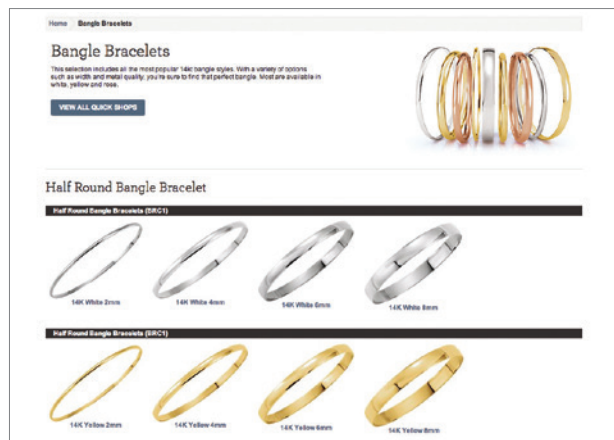 Home Bangle Bracelets
Bangle Bracelets
This selection includes all the most popular 14k bangle styles. With a variety of options
such as width and metal quality, you're sure to find that perfect bangle. Most are available in
white, yellow and rose.
VIEW ALL QUICK SHOPS
Half Round Bangle Bracelet
Half Round Bangle Bracelets (BRC1)
14K White 2mm 14K White 4mm 14K White 6mm 14K White 8mm
Half Round Bangle Bracelets (BRC1)
14K Yellow 2mm 14K Yellow 4mm 14K Yellow 6mm 14K Yellow 8mm